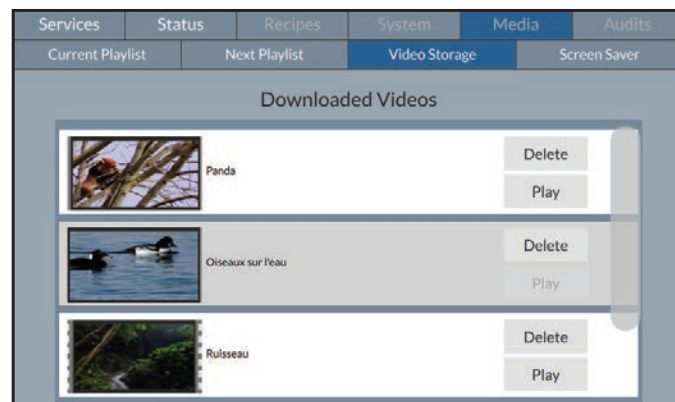 Services Status Recipes System Media Audits
Current Playlist Next Playlist Video Storage Screen Saver
Downloaded Videos
Delete
Panda
Play
Delete
Oiseaux sur l'eau
Play
Delete
Ruisseau
Play